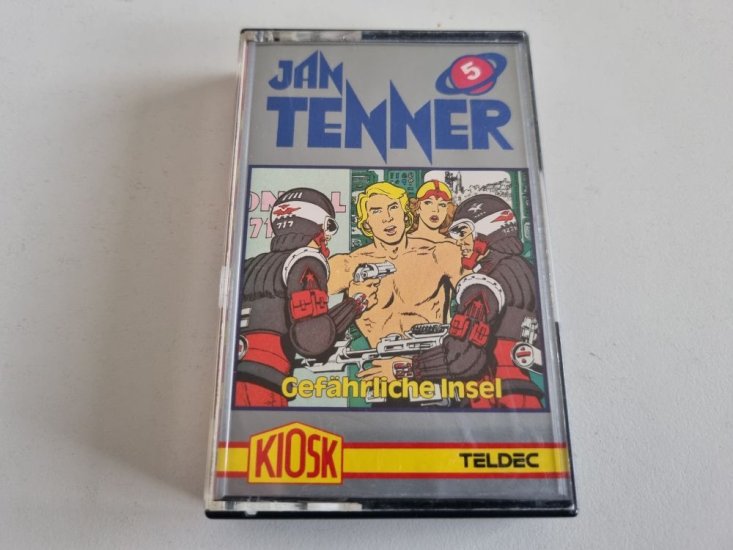 JAN
5
TENNER
Gefährliche Insel
KIOSK
TELDEC